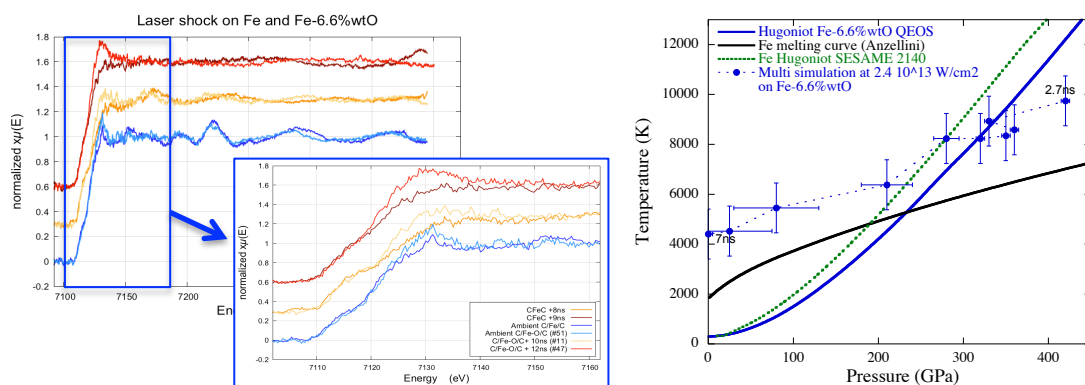 Laser shock on Fe and Fe-6.6%wtO
normalized xμ(E)
1.8
1.6
1.4
1.2
1
0.8
0.6
0.4
0.2
0
-0.2
7100
7150
7200
En
normalized xμ(E)
1.8
1.6
1.4
1.2
1
0.8
0.6
0.4
0.2
0
-0.2
CFeC +8ns
CFeC +9ns
Ambient C/Fe/C
Ambient C/Fe-O/C (#51)
C/Fe-O/C+ 10ns (#11)
C/Fe-O/C + 12ns (#47)
7110
7120
7130
7140
7150
7160
Energy (eV)
Temperature (K)
12000
10000
8000
6000
4000
2000
0
Hugoniot Fe-6.6%wtO QEOS
Fe melting curve (Anzellini)
Fe Hugoniot SESAME 2140
Multi simulation at 2.4 10^13 W/cm2
on Fe-6.6%wtO
2.7ns
7ns
0
100
200
300
400
Pressure (GPa)